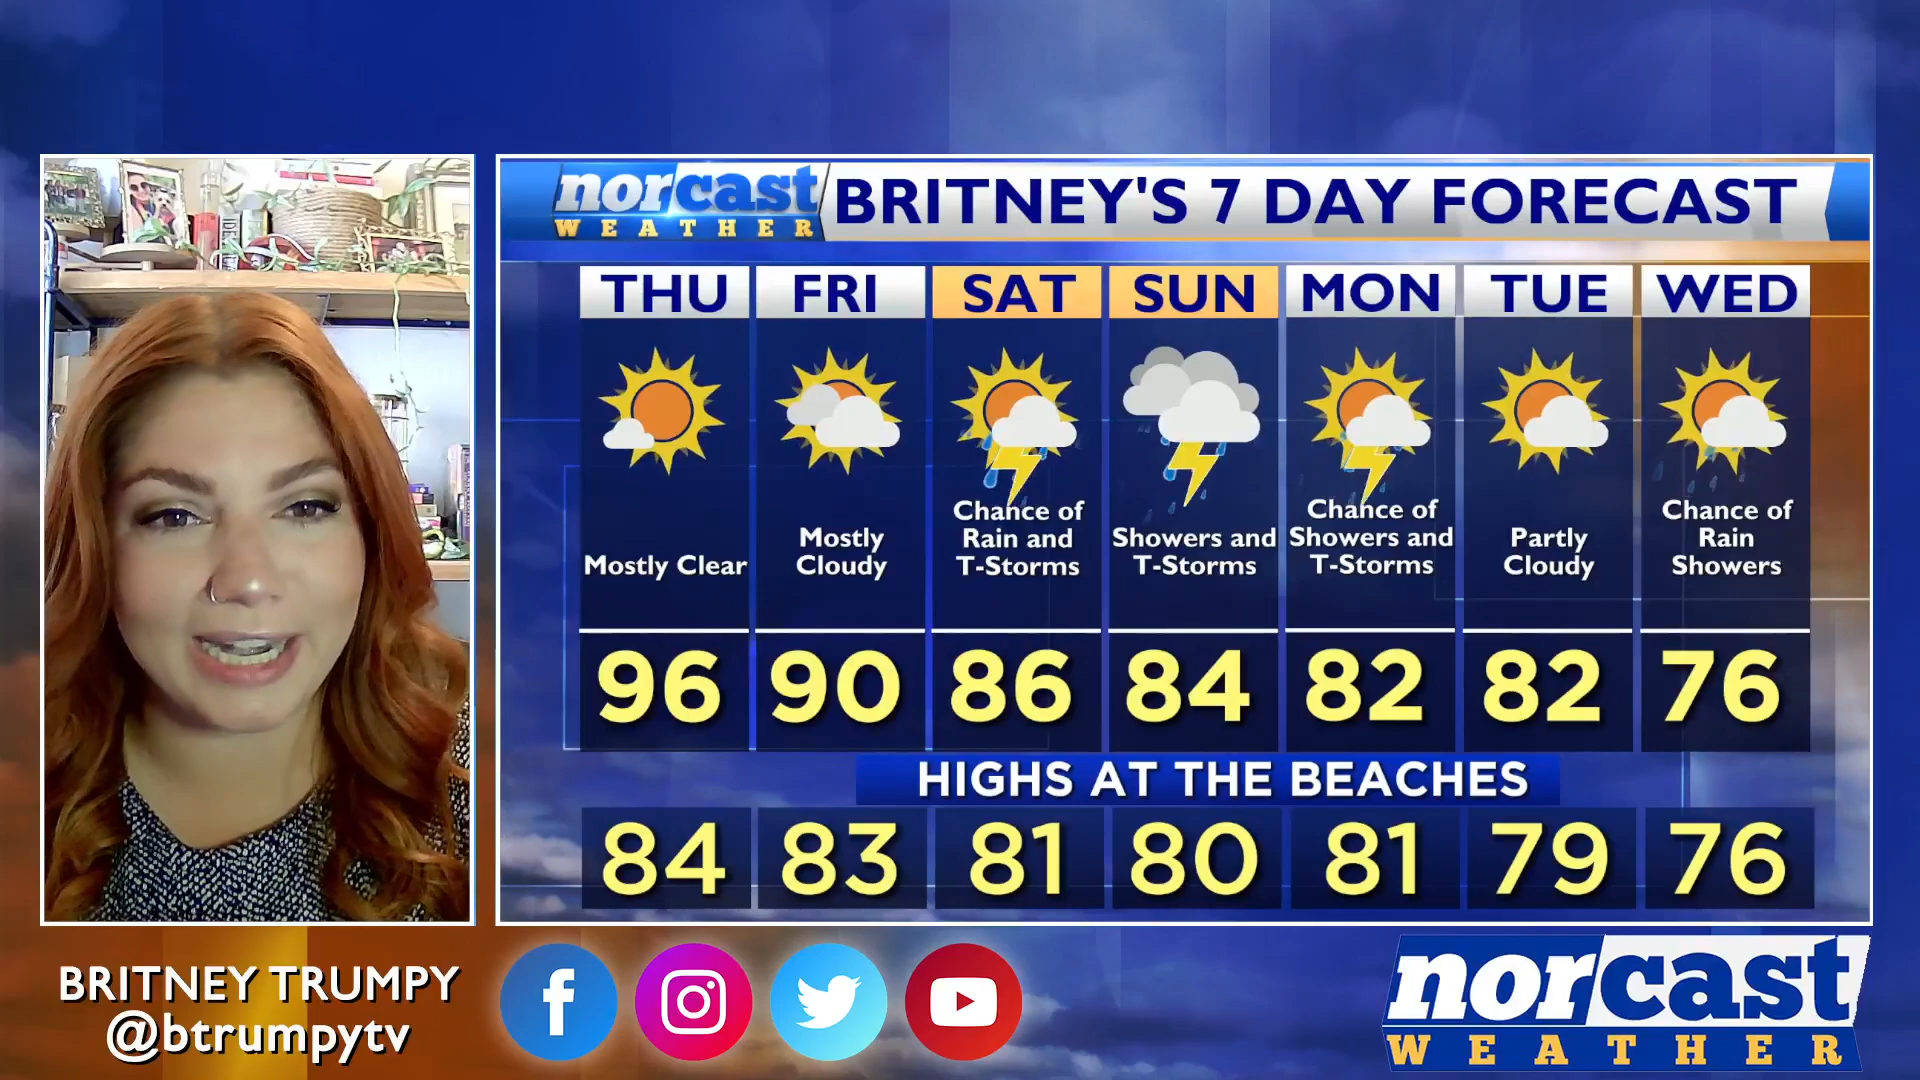 norcast
WEATHER
BRITNEY'S 7 DAY FORECAST
THU FRI SAT SUN MON TUE WED
Mostly Clear
Mostly
Cloudy
Chance of
Rain and
T-Storms
Showers and
T-Storms
Chance of
Showers and
T-Storms
Partly
Cloudy
Chance of
Rain
Showers
96 90 86 84 82 82 76
HIGHS AT THE BEACHES
84 83 81 80 81 79 76
BRITNEY TRUMPY
@btrumpytv
norcast
WEATHER